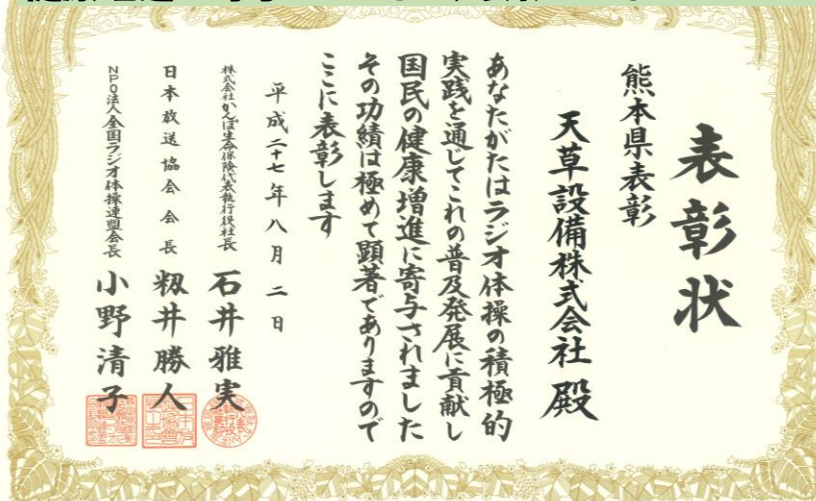 表彰状
熊本県表彰
天草設備株式会社 殿
あなたがたはラジオ体操の積極的
実践を通じてこれの普及発展に貢献し
国民の健康増進に寄与されました
その功績は極めて顕著でありますので
ここに表彰します
平成二十七年八月二日
株式会社かんぽ生命保険代表執行役社長 石井雅実
日本放送協会会長 籾井勝人
NPO法人全国ラジオ体操連盟会長 小野清子